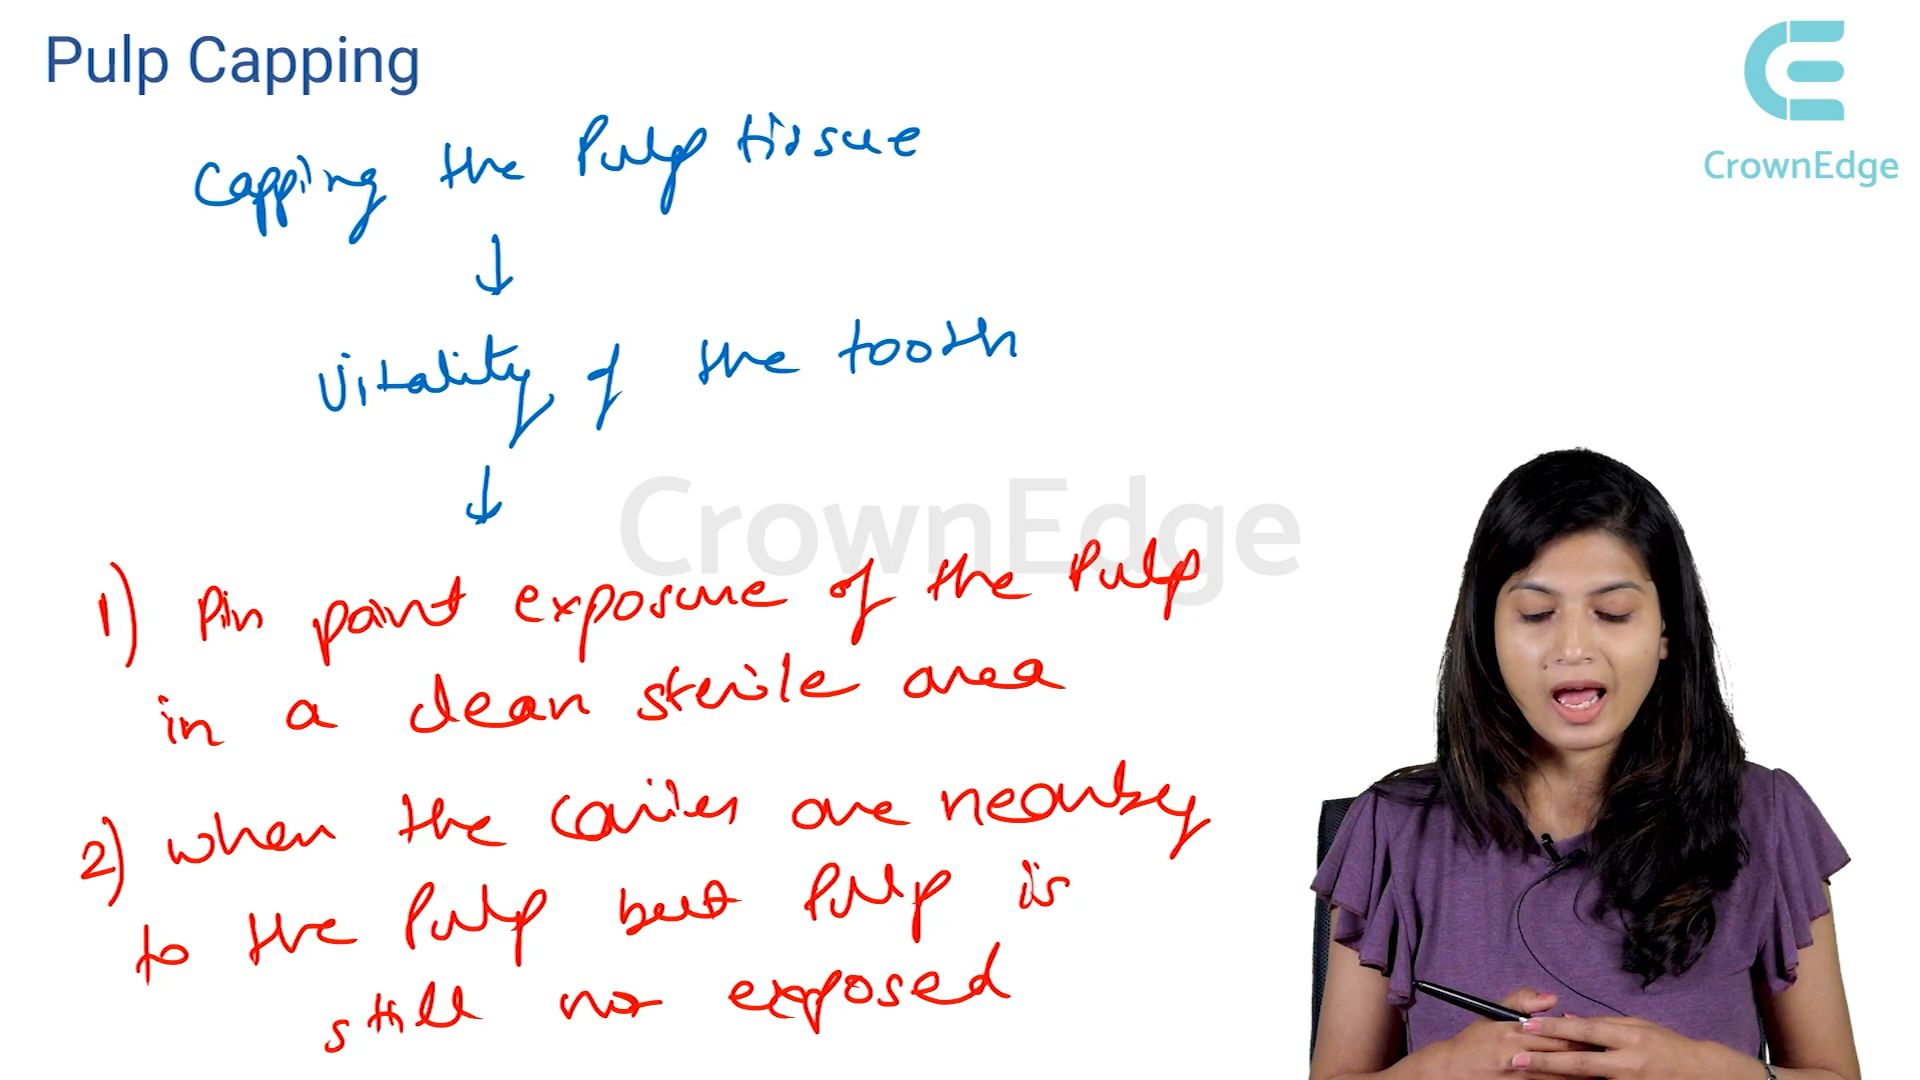 Pulp Capping
CrownEdge
Capping the Pulp tissue
↓
Vitality of the tooth
↓
CrownEdge
1) Pin point exposure of the Pulp
in a clean sterile area
2) when the caries are nearby
to the Pulp but Pulp is
still not exposed